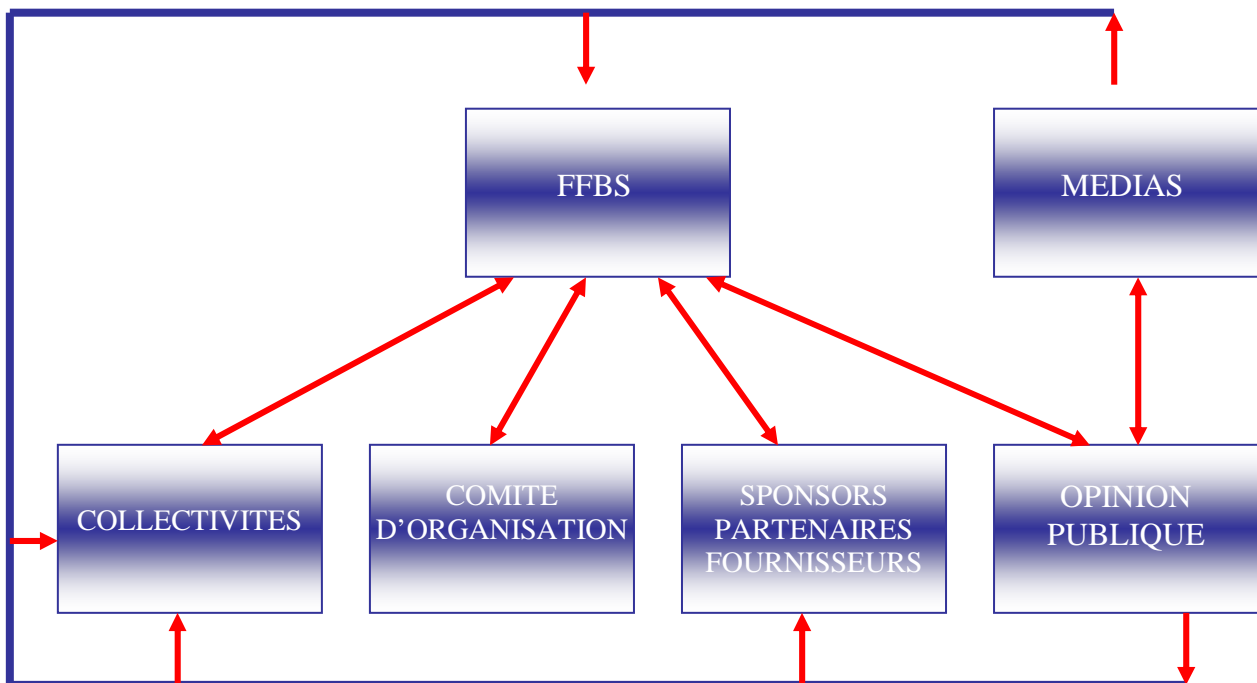 FFBS
MEDIAS
COLLECTIVITES
COMITE
D’ORGANISATION
SPONSORS
PARTENAIRES
FOURNISSEURS
OPINION
PUBLIQUE